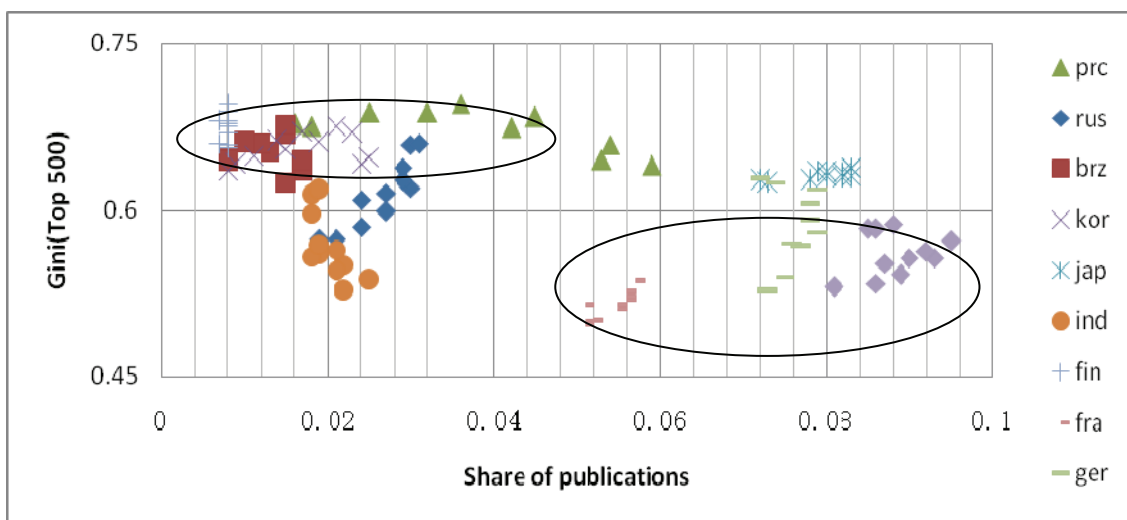 0.75
0.6
0.45
Gini(Top 500)
0
0.02
0.04
0.06
0.08
0.1
Share of publications
prc
rus
brz
kor
jap
ind
fin
fra
ger